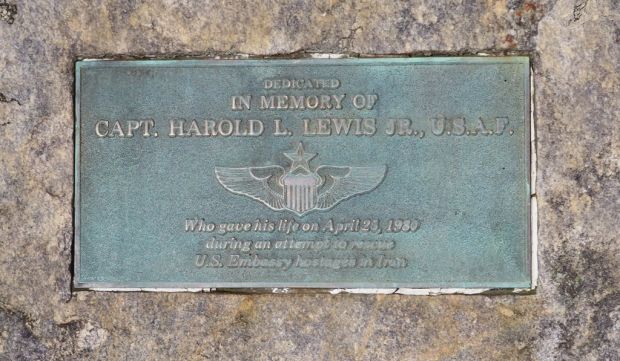 DEDICATED
IN MEMORY OF
CAPT. HAROLD L. LEWIS JR., U.S.A.F.
Who gave his life on April 25, 1980
during an attempt to rescue
U.S. Embassy hostages in Iran